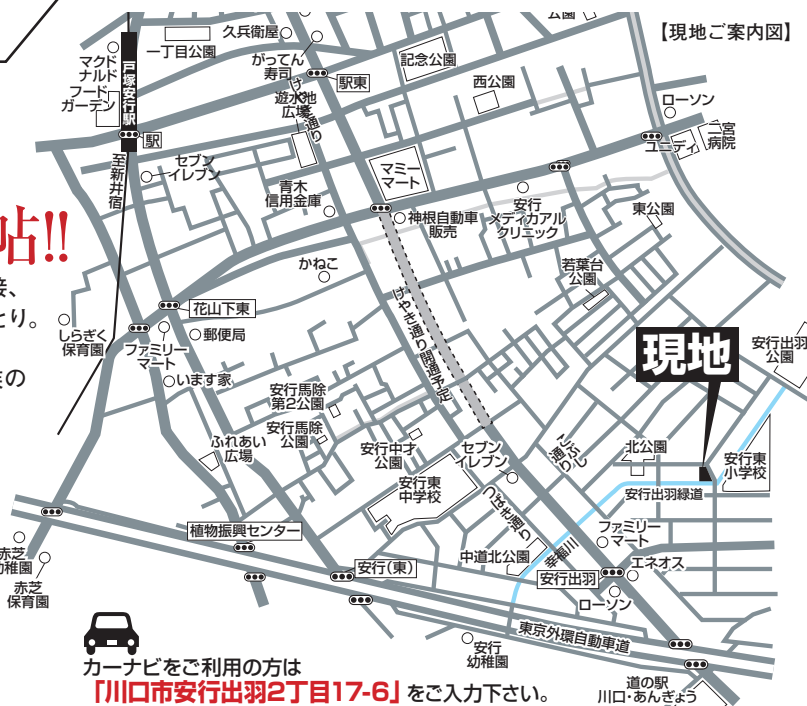 公園
久兵衛屋
【現地ご案内図】
マクド
ナルド
フード
ガーデン
戸塚安行駅
一丁目公園
がってん
寿司
駅東
記念公園
けやき通り
遊水池
広場
西公園
ローソン
駅
至新井宿
セブン
イレブン
マミー
マート
ユニディ
二宮
病院
青木
信用金庫
神根自動車
販売
安行
メディカアル
クリニック
東公園
帖!!
かねこ
若葉台
公園
接、
とり。
けやき通り開通予定
花山下東
しらぎく
保育園
郵便局
ファミリー
マート
います家
現地
安行出羽
公園
の
安行馬除
第2公園
安行馬除
公園
ふれあい
広場
安行中才
公園
セブン
イレブン
こぶし
通り
北公園
安行東
小学校
安行東
中学校
つばき通り
安行出羽緑道
植物振興センター
幸福川
ファミリー
マート
赤芝
幼稚園
赤芝
保育園
安行(東)
中道北公園
安行出羽
エネオス
ローソン
東京外環自動車道
安行
幼稚園
道の駅
川口・あんぎょう
カーナビをご利用の方は
「川口市安行出羽2丁目17-6」をご入力下さい。